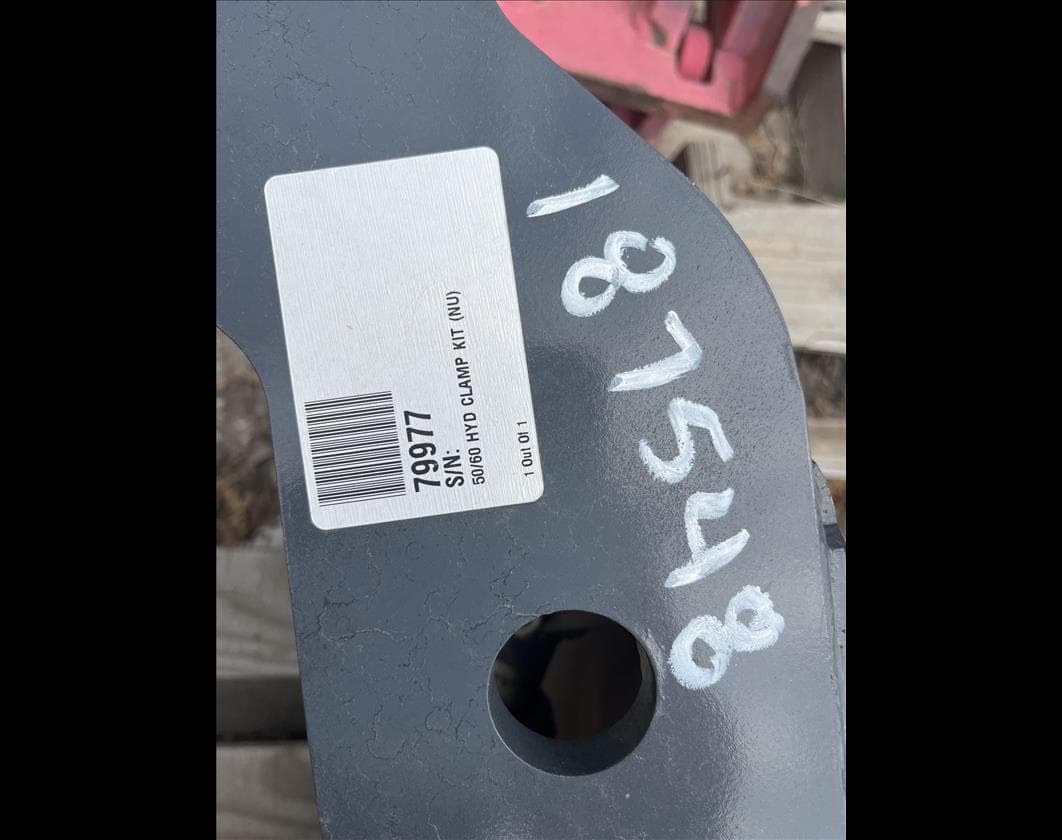 79977
S/N:
50/60 HYD CLAMP KIT (NU)
1 Out Of 1
187548